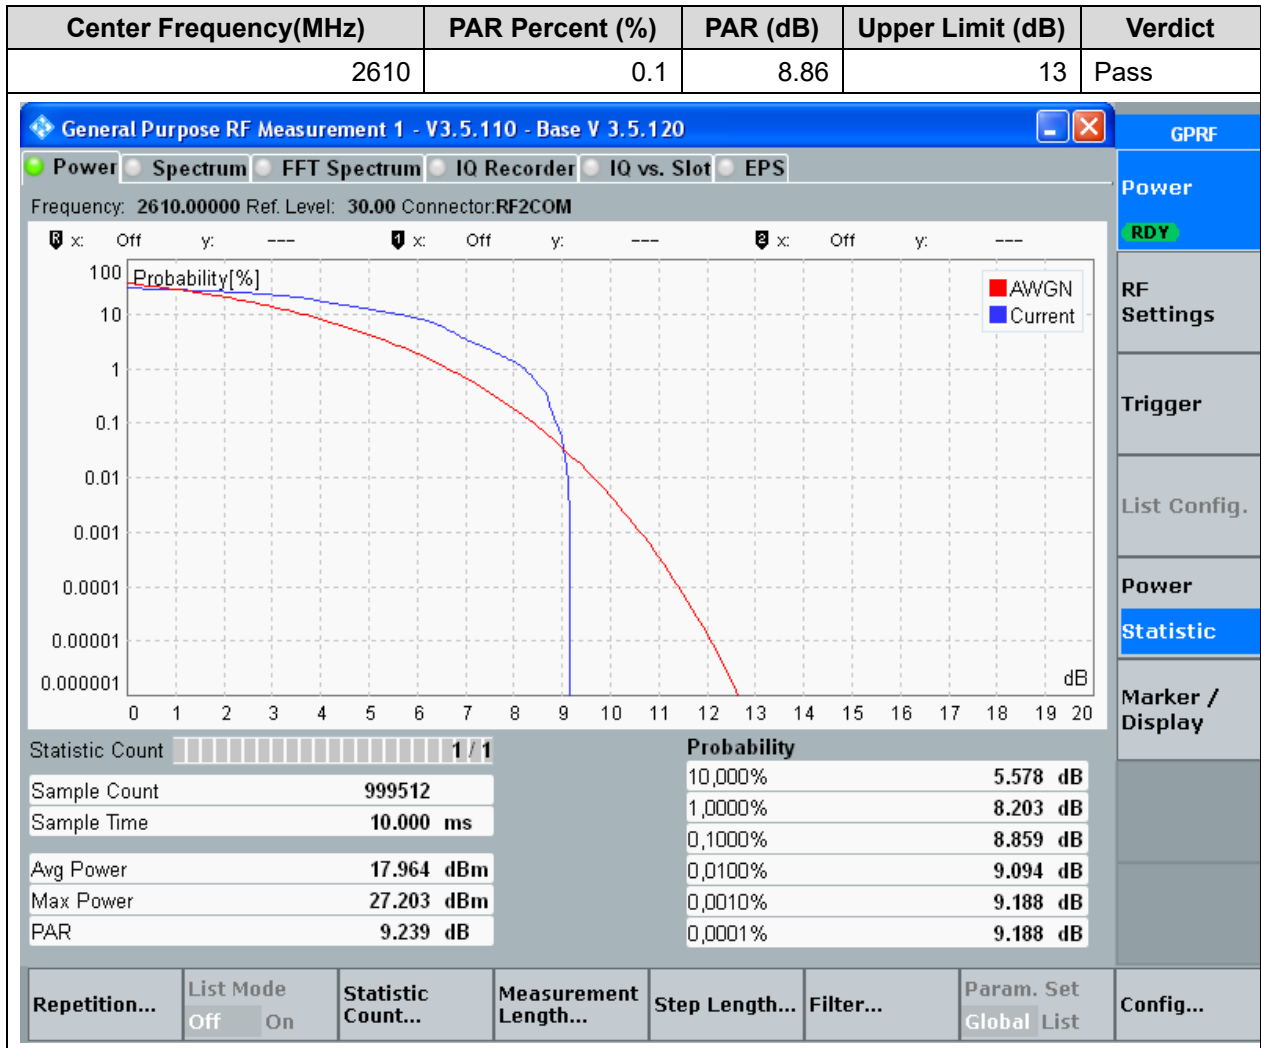 Center Frequency(MHz) PAR Percent (%) PAR (dB) Upper Limit (dB) Verdict
2610 0.1 8.86 13 Pass
General Purpose RF Measurement 1 - V3.5.110 - Base V 3.5.120
GPRF
Power Spectrum FFT Spectrum IQ Recorder IQ vs. Slot EPS
Power
RDY
Frequency: 2610.00000 Ref. Level: 30.00 Connector:RF2COM
R x: Off y: --- 1 x: Off y: --- 2 x: Off y: ---
Probability[%]
100
10
1
0.1
0.01
0.001
0.0001
0.00001
0.000001
AWGN
Current
dB
0 1 2 3 4 5 6 7 8 9 10 11 12 13 14 15 16 17 18 19 20
RF
Settings
Trigger
List Config.
Power
Statistic
Marker /
Display
Statistic Count 1 / 1
Sample Count 999512
Sample Time 10.000 ms
Avg Power 17.964 dBm
Max Power 27.203 dBm
PAR 9.239 dB
Probability
10,000% 5.578 dB
1,0000% 8.203 dB
0,1000% 8.859 dB
0,0100% 9.094 dB
0,0010% 9.188 dB
0,0001% 9.188 dB
Repetition...
List Mode
Off On
Statistic
Count...
Measurement
Length...
Step Length...
Filter...
Param. Set
Global List
Config...